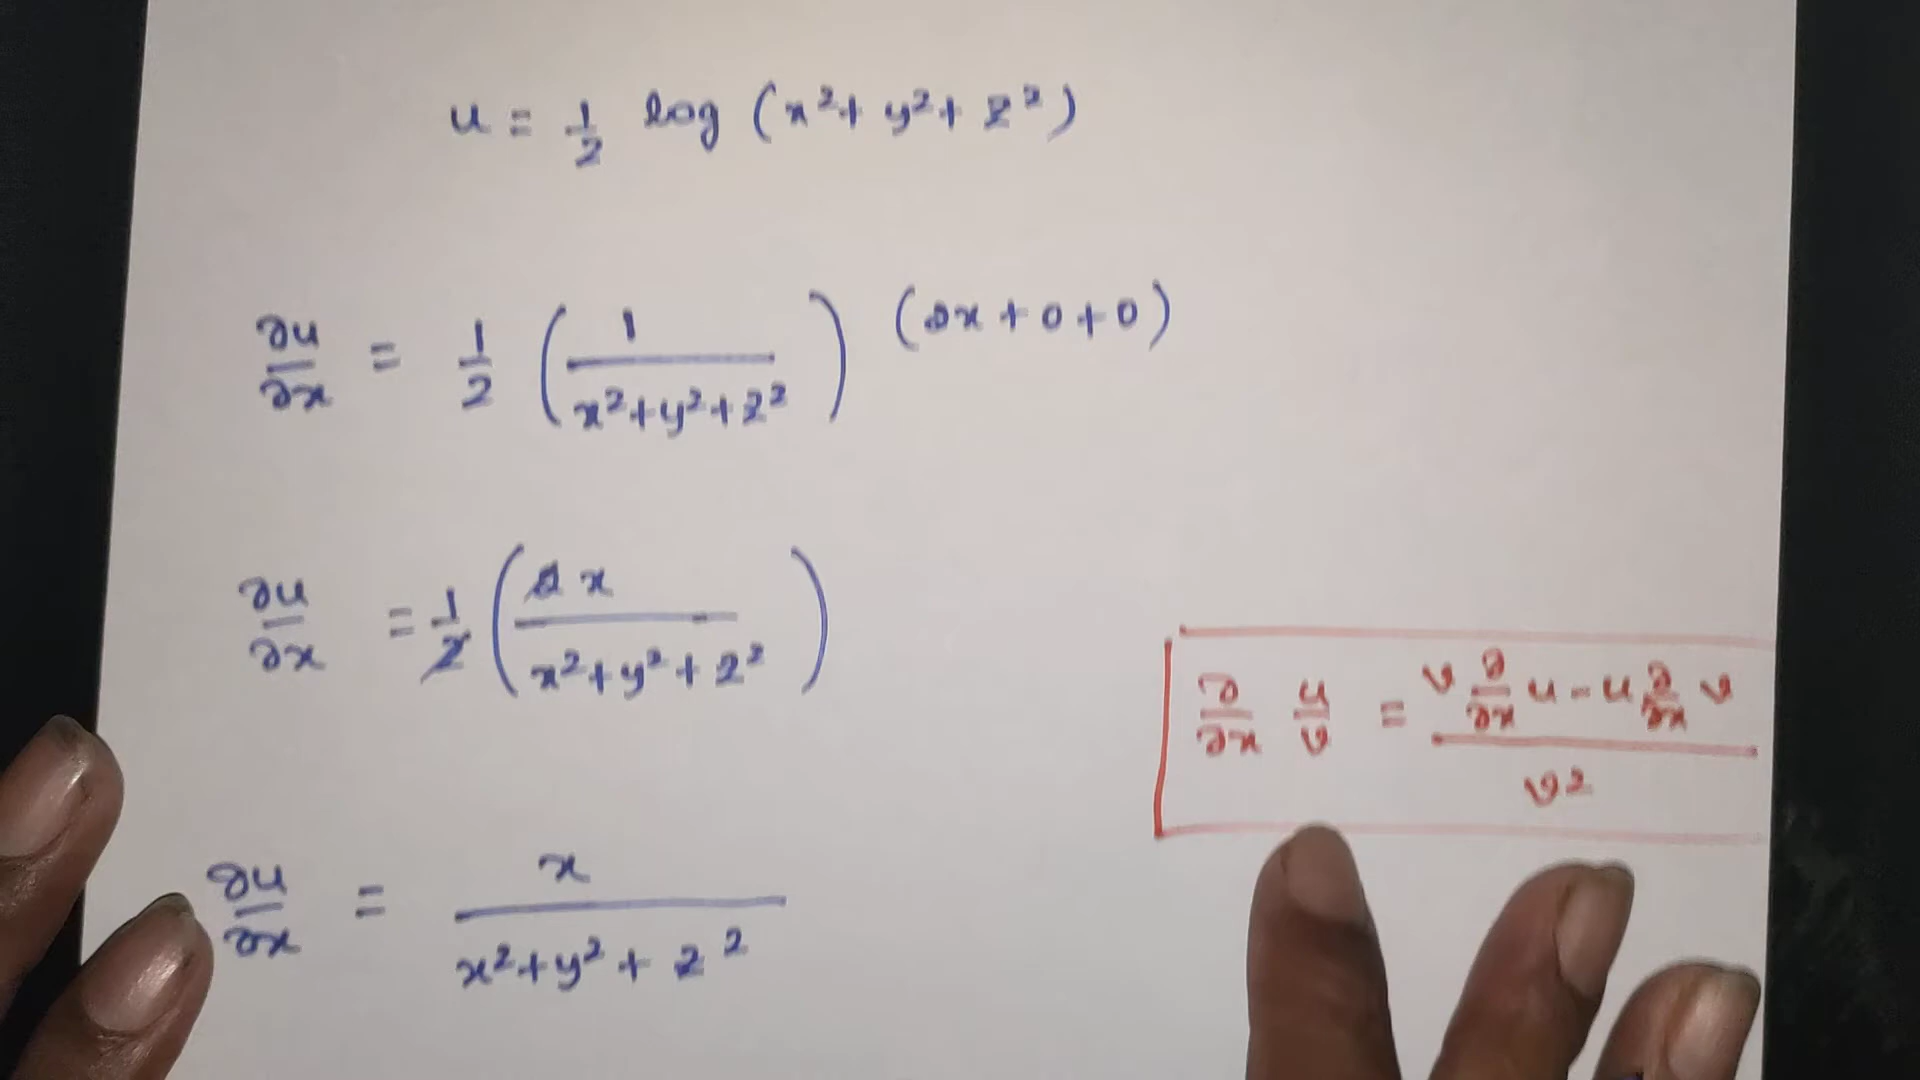 u = 1/2 log (x²+ y²+ z²)
∂u/∂x = 1/2 (1/(x²+y²+z²)) (2x + 0 + 0)
∂u/∂x = 1/2 (2x/(x²+y²+z²))
∂/∂x u/v = (v ∂/∂x u - u ∂/∂x v)/v²
∂u/∂x = x/(x²+y²+z²)